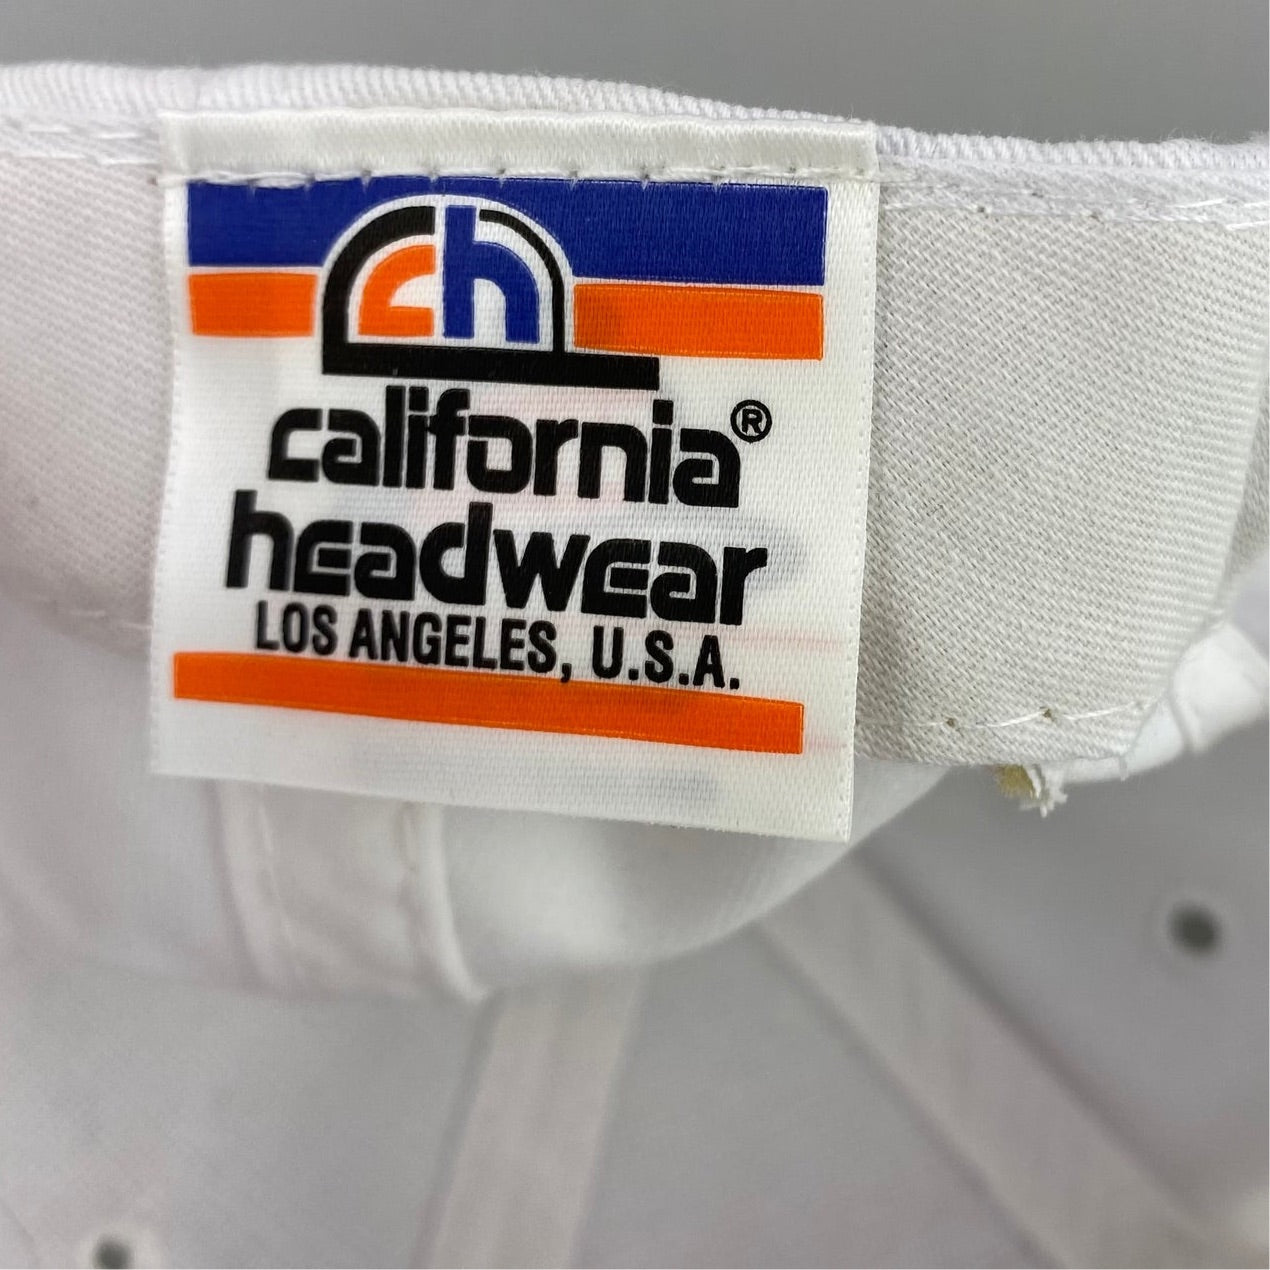 ch
california®
headwear
LOS ANGELES, U.S.A.